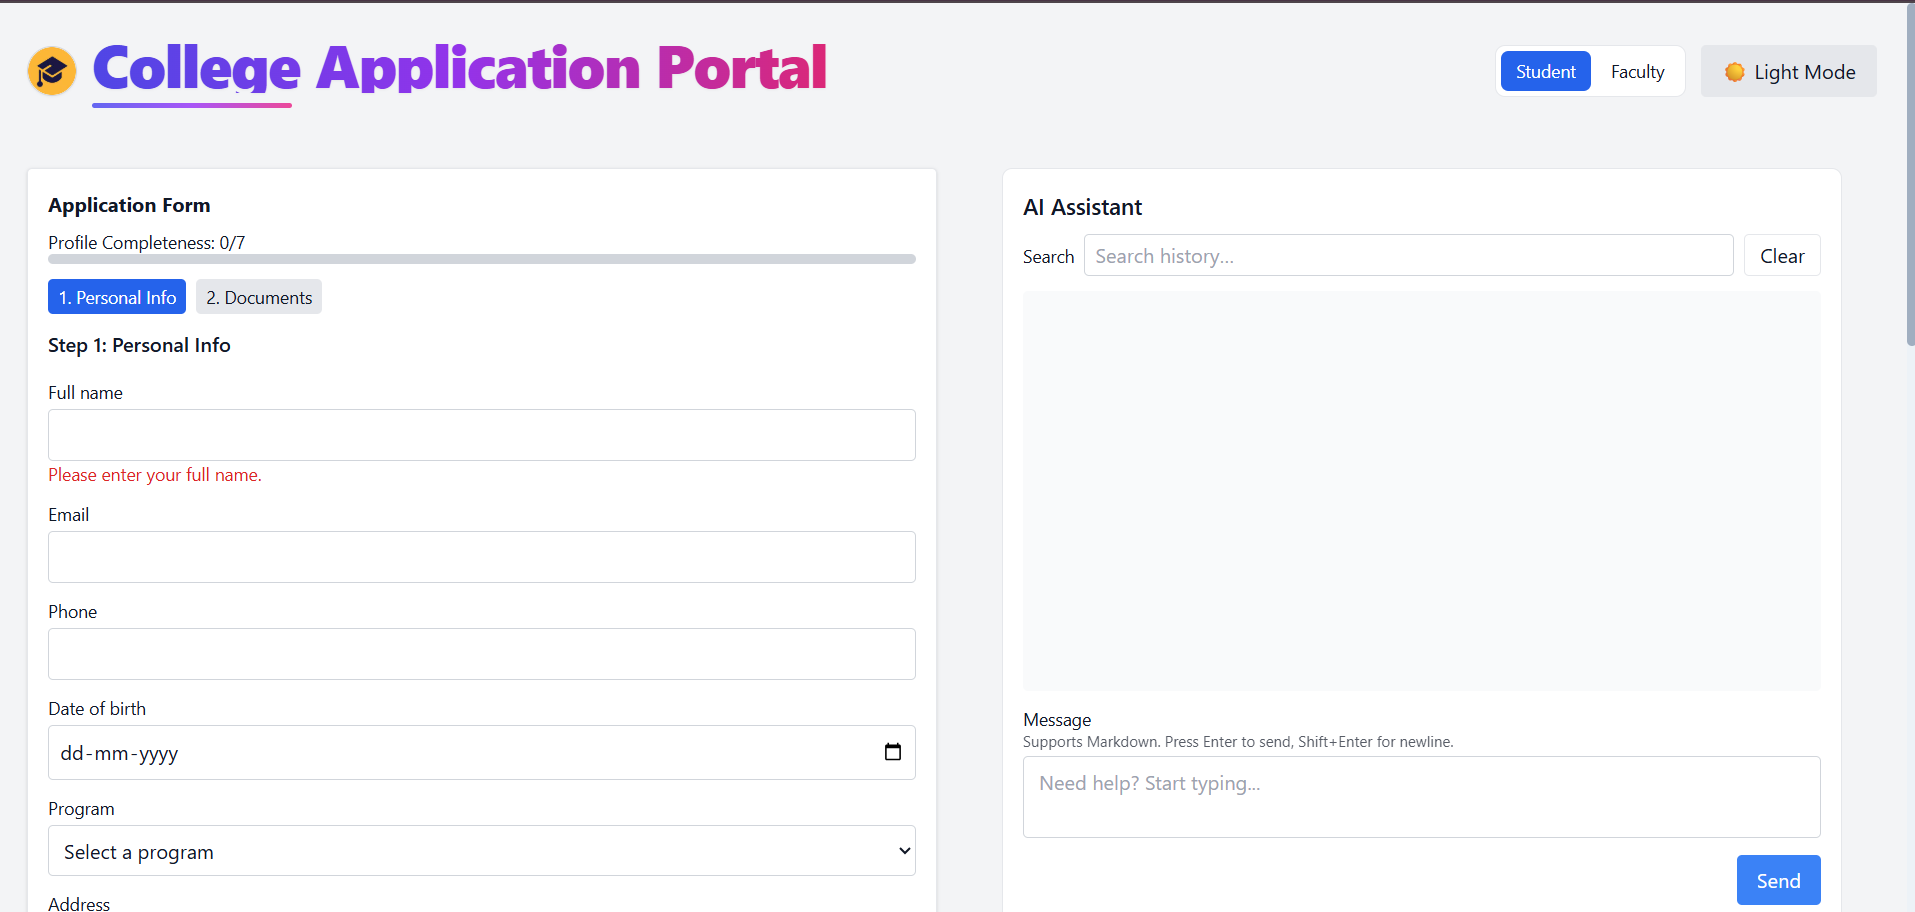 College Application Portal
Student
Faculty
Light Mode
Application Form
Profile Completeness: 0/7
1. Personal Info
2. Documents
Step 1: Personal Info
Full name
Please enter your full name.
Email
Phone
Date of birth
dd-mm-yyyy
Program
Select a program
Address
AI Assistant
Search
Search history...
Clear
Message
Supports Markdown. Press Enter to send, Shift+Enter for newline.
Need help? Start typing...
Send